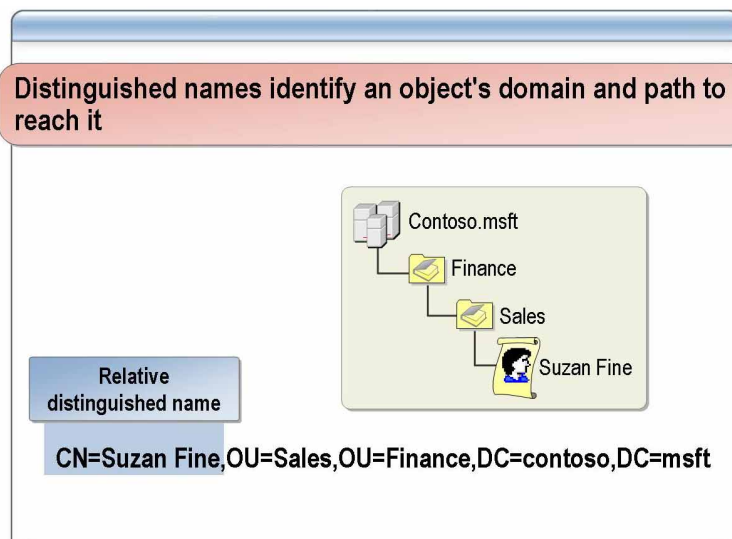 Distinguished names identify an object's domain and path to
reach it
Contoso.msft
Finance
Sales
Suzan Fine
Relative
distinguished name
CN=Suzan Fine,OU=Sales,OU=Finance,DC=contoso,DC=msft